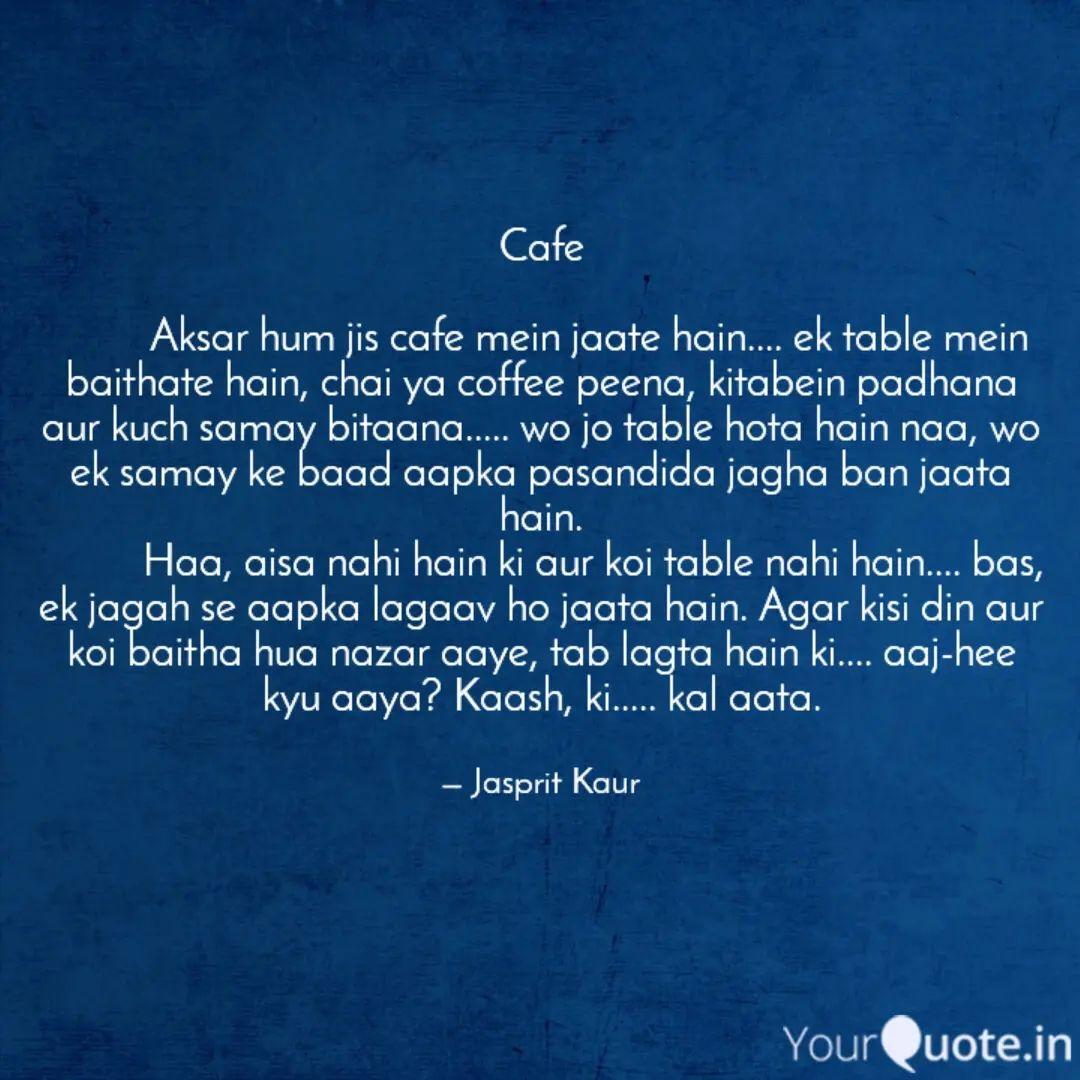 Cafe
Aksar hum jis cafe mein jaate hain.... ek table mein
baithate hain, chai ya coffee peena, kitabein padhana
aur kuch samay bitaana..... wo jo table hota hain naa, wo
ek samay ke baad aapka pasandida jagha ban jaata
hain.
Haa, aisa nahi hain ki aur koi table nahi hain.... bas,
ek jagah se aapka lagaav ho jaata hain. Agar kisi din aur
koi baitha hua nazar aaye, tab lagta hain ki.... aaj-hee
kyu aaya? Kaash, ki..... kal aata.
— Jasprit Kaur
YourQuote.in